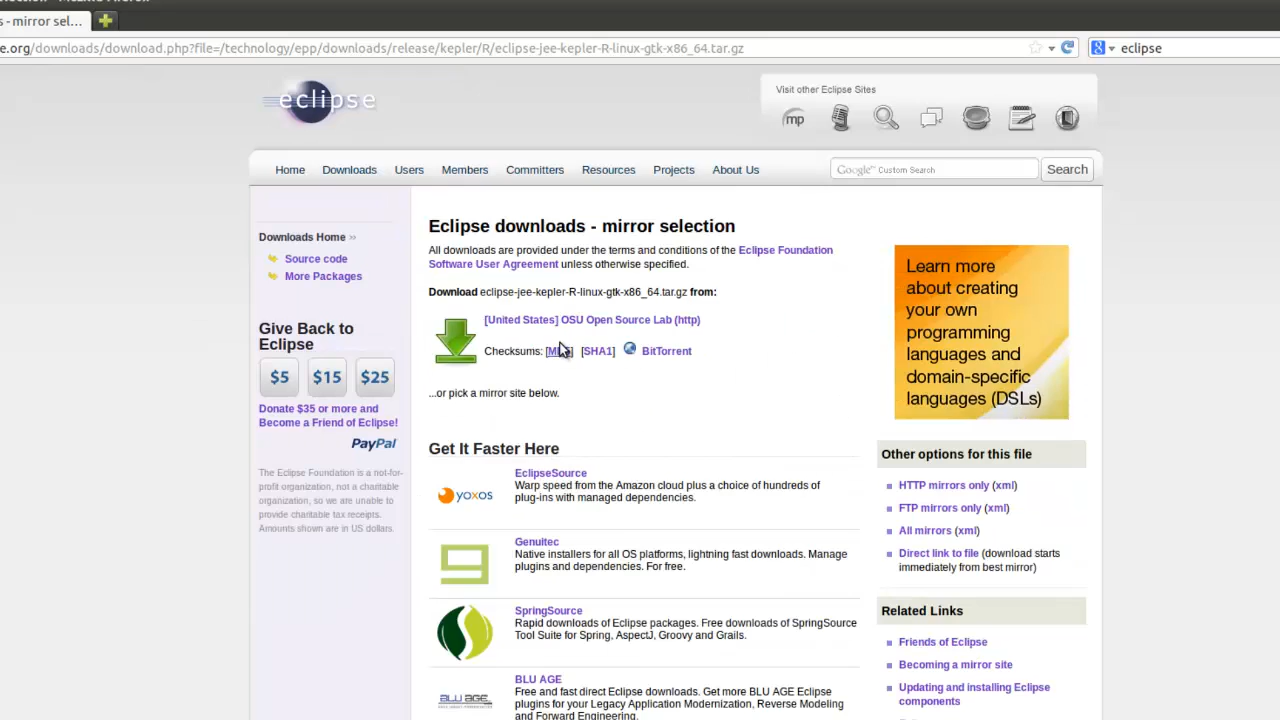 s - mirror sel...
e.org/downloads/download.php?file=/technology/epp/downloads/release/kepler/R/eclipse-jee-kepler-R-linux-gtk-x86_64.tar.gz
eclipse
eclipse
Visit other Eclipse Sites
mp
Home Downloads Users Members Committers Resources Projects About Us
Google™ Custom Search
Search
Downloads Home »
Source code
More Packages
Give Back to
Eclipse
$5 $15 $25
Donate $35 or more and
Become a Friend of Eclipse!
PayPal
The Eclipse Foundation is a not-for-
profit organization, not a charitable
organization, so we are unable to
provide charitable tax receipts.
Amounts shown are in US dollars.
Eclipse downloads - mirror selection
All downloads are provided under the terms and conditions of the Eclipse Foundation
Software User Agreement unless otherwise specified.
Download eclipse-jee-kepler-R-linux-gtk-x86_64.tar.gz from:
[United States] OSU Open Source Lab (http)
Checksums: [SHA1] BitTorrent
...or pick a mirror site below.
Get It Faster Here
EclipseSource
Warp speed from the Amazon cloud plus a choice of hundreds of
plug-ins with managed dependencies.
yoxos
Genuitec
Native installers for all OS platforms, lightning fast downloads. Manage
plugins and dependencies. For free.
SpringSource
Rapid downloads of Eclipse packages. Free downloads of SpringSource
Tool Suite for Spring, AspectJ, Groovy and Grails.
BLU AGE
Free and fast direct Eclipse downloads. Get more BLU AGE Eclipse
plugins for your Legacy Application Modernization, Reverse Modeling
and Forward Engineering.
BLU AGE
Learn more
about creating
your own
programming
languages and
domain-specific
languages (DSLs)
Other options for this file
HTTP mirrors only (xml)
FTP mirrors only (xml)
All mirrors (xml)
Direct link to file (download starts
immediately from best mirror)
Related Links
Friends of Eclipse
Becoming a mirror site
Updating and installing Eclipse
components